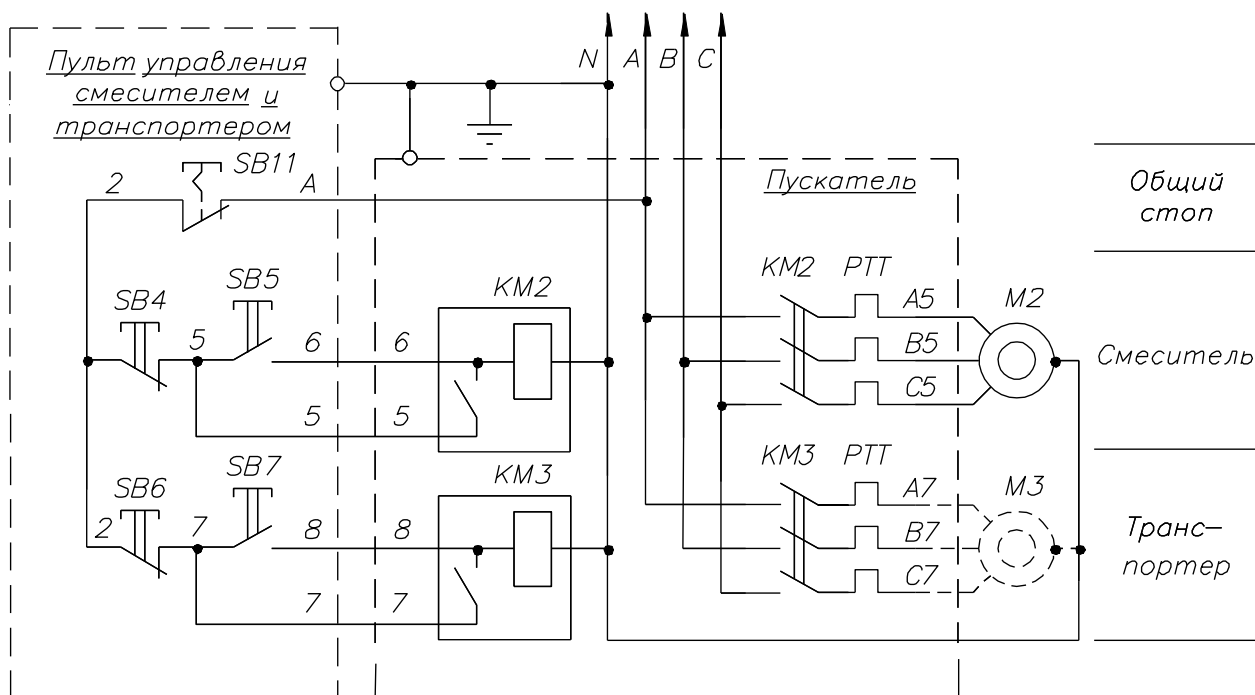 N A B C
Пульт управления
смесителем и
транспортером
SB11
2 A
Пускатель
Общий
стоп
SB4 SB5 KM2
5 6 6
5 5
KM2 РТТ A5 M2
B5
C5
Смеситель
SB6 SB7 KM3
2 7 8 8
7 7
KM3 РТТ A7 M3
B7
C7
Транс-
портер